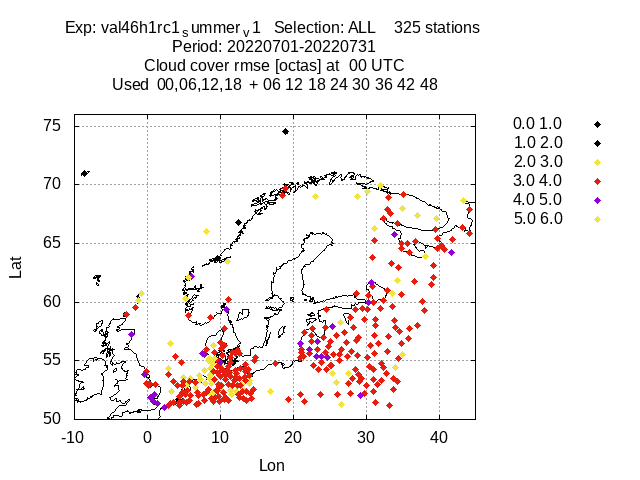 Exp: val46h1rc1summerv1   Selection: ALL    325 stations
Period: 20220701-20220731
Cloud cover rmse [octas] at  00 UTC
Used  00,06,12,18  + 06 12 18 24 30 36 42 48
75
70
65
60
55
50
Lat
-10 0 10 20 30 40
Lon
0.0 1.0
1.0 2.0
2.0 3.0
3.0 4.0
4.0 5.0
5.0 6.0